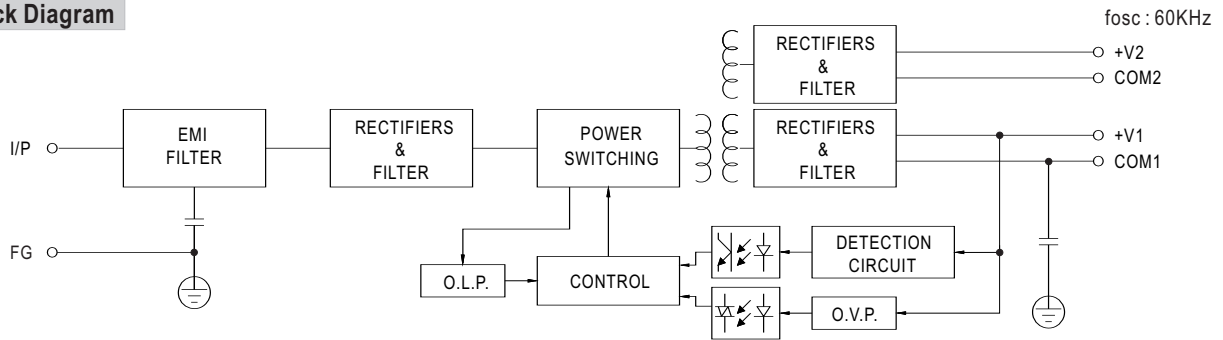 ck Diagram
fosc : 60KHz
RECTIFIERS
&
FILTER
+V2
COM2
I/P
EMI
FILTER
RECTIFIERS
&
FILTER
POWER
SWITCHING
RECTIFIERS
&
FILTER
+V1
COM1
FG
O.L.P.
CONTROL
DETECTION
CIRCUIT
O.V.P.